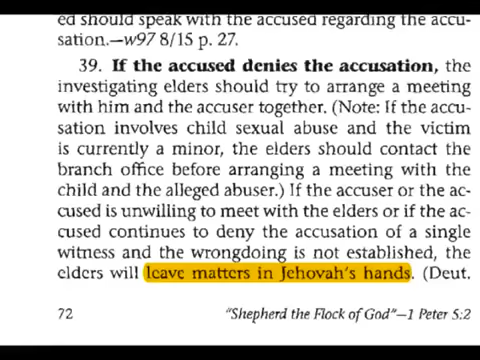 ed should speak with the accused regarding the accu-
sation.—w97 8/15 p. 27.
39. If the accused denies the accusation, the
investigating elders should try to arrange a meeting
with him and the accuser together. (Note: If the accu-
sation involves child sexual abuse and the victim
is currently a minor, the elders should contact the
branch office before arranging a meeting with the
child and the alleged abuser.) If the accuser or the ac-
cused is unwilling to meet with the elders or if the ac-
cused continues to deny the accusation of a single
witness and the wrongdoing is not established, the
elders will leave matters in Jehovah's hands. (Deut.
72 "Shepherd the Flock of God"—1 Peter 5:2